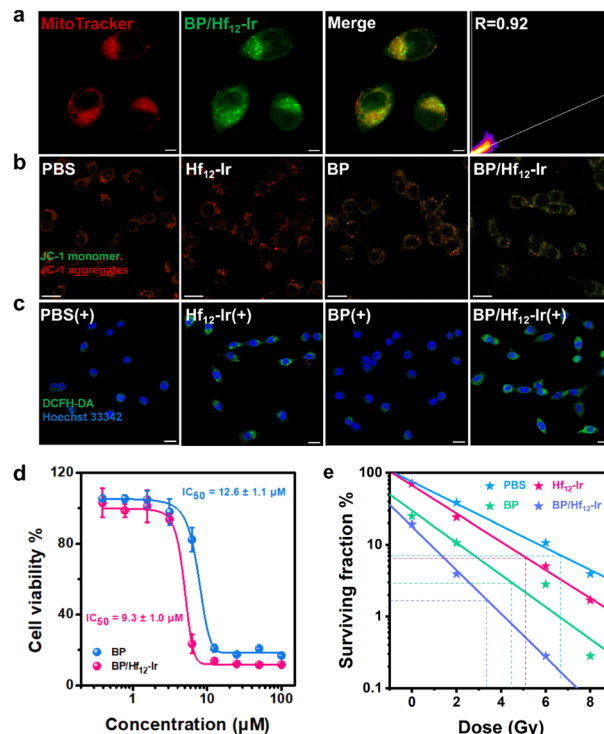 a
MitoTracker
BP/Hf12-Ir
Merge
R=0.92
b
PBS
Hf12-Ir
BP
BP/Hf12-Ir
JC-1 monomer
JC-1 aggregates
c
PBS(+)
Hf12-Ir(+)
BP(+)
BP/Hf12-Ir(+)
DCFH-DA
Hoechst 33342
d
Cell viability %
120
80
40
0
IC50 = 12.6 ± 1.1 µM
IC50 = 9.3 ± 1.0 µM
BP
BP/Hf12-Ir
1
10
100
Concentration (µM)
e
Surviving fraction %
100
10
1
0.1
PBS
Hf12-Ir
BP
BP/Hf12-Ir
0
2
4
6
8
Dose (Gy)